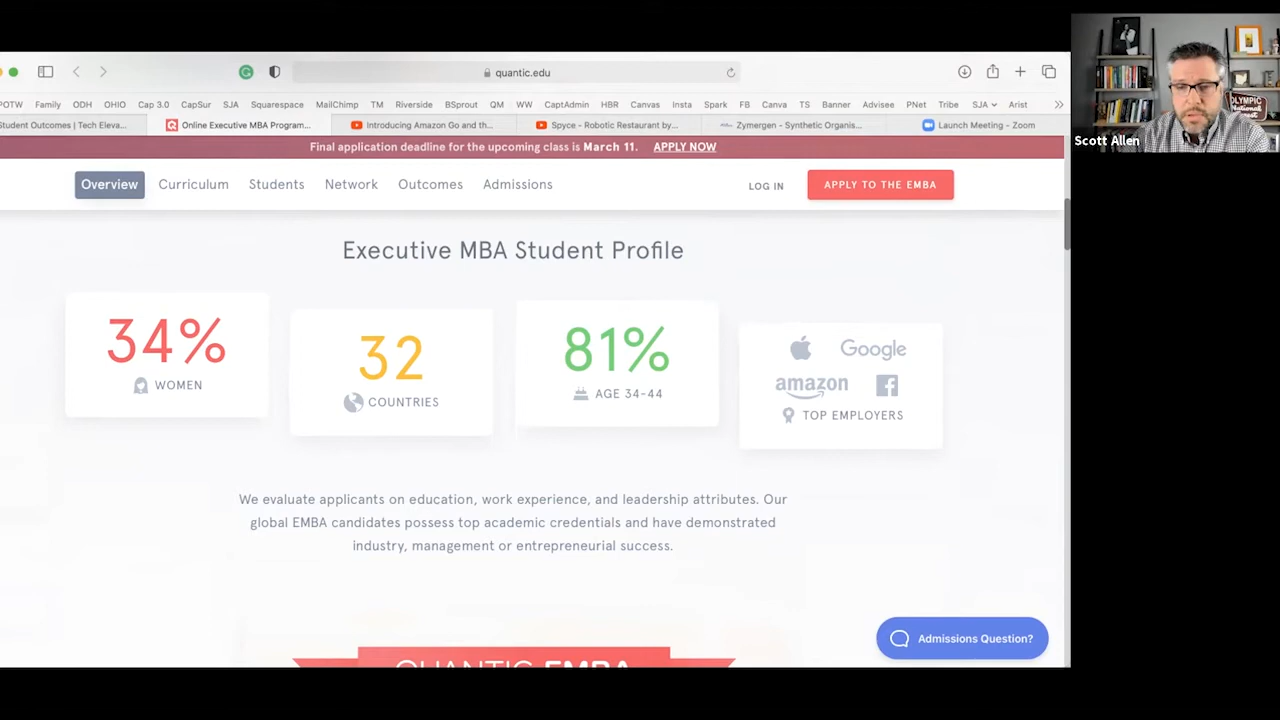 quantic.edu
POTW Family ODH OHIO Cap 3.0 CapSur SJA Squarespace MailChimp TM Riverside BSprout QM WW CaptAdmin HBR Canvas Insta Spark FB Canva TS Banner Advisee PNet Tribe SJA Arist
Student Outcomes | Tech Eleva... Online Executive MBA Program... Introducing Amazon Go and th... Spyce - Robotic Restaurant by... Zymergen - Synthetic Organis... Launch Meeting - Zoom
Final application deadline for the upcoming class is March 11. APPLY NOW
Overview Curriculum Students Network Outcomes Admissions LOG IN APPLY TO THE EMBA
Executive MBA Student Profile
34%
WOMEN
32
COUNTRIES
81%
AGE 34-44
Google
amazon
TOP EMPLOYERS
We evaluate applicants on education, work experience, and leadership attributes. Our
global EMBA candidates possess top academic credentials and have demonstrated
industry, management or entrepreneurial success.
QUANTIC EMBA
Admissions Question?
OLYMPIC
Scott Allen